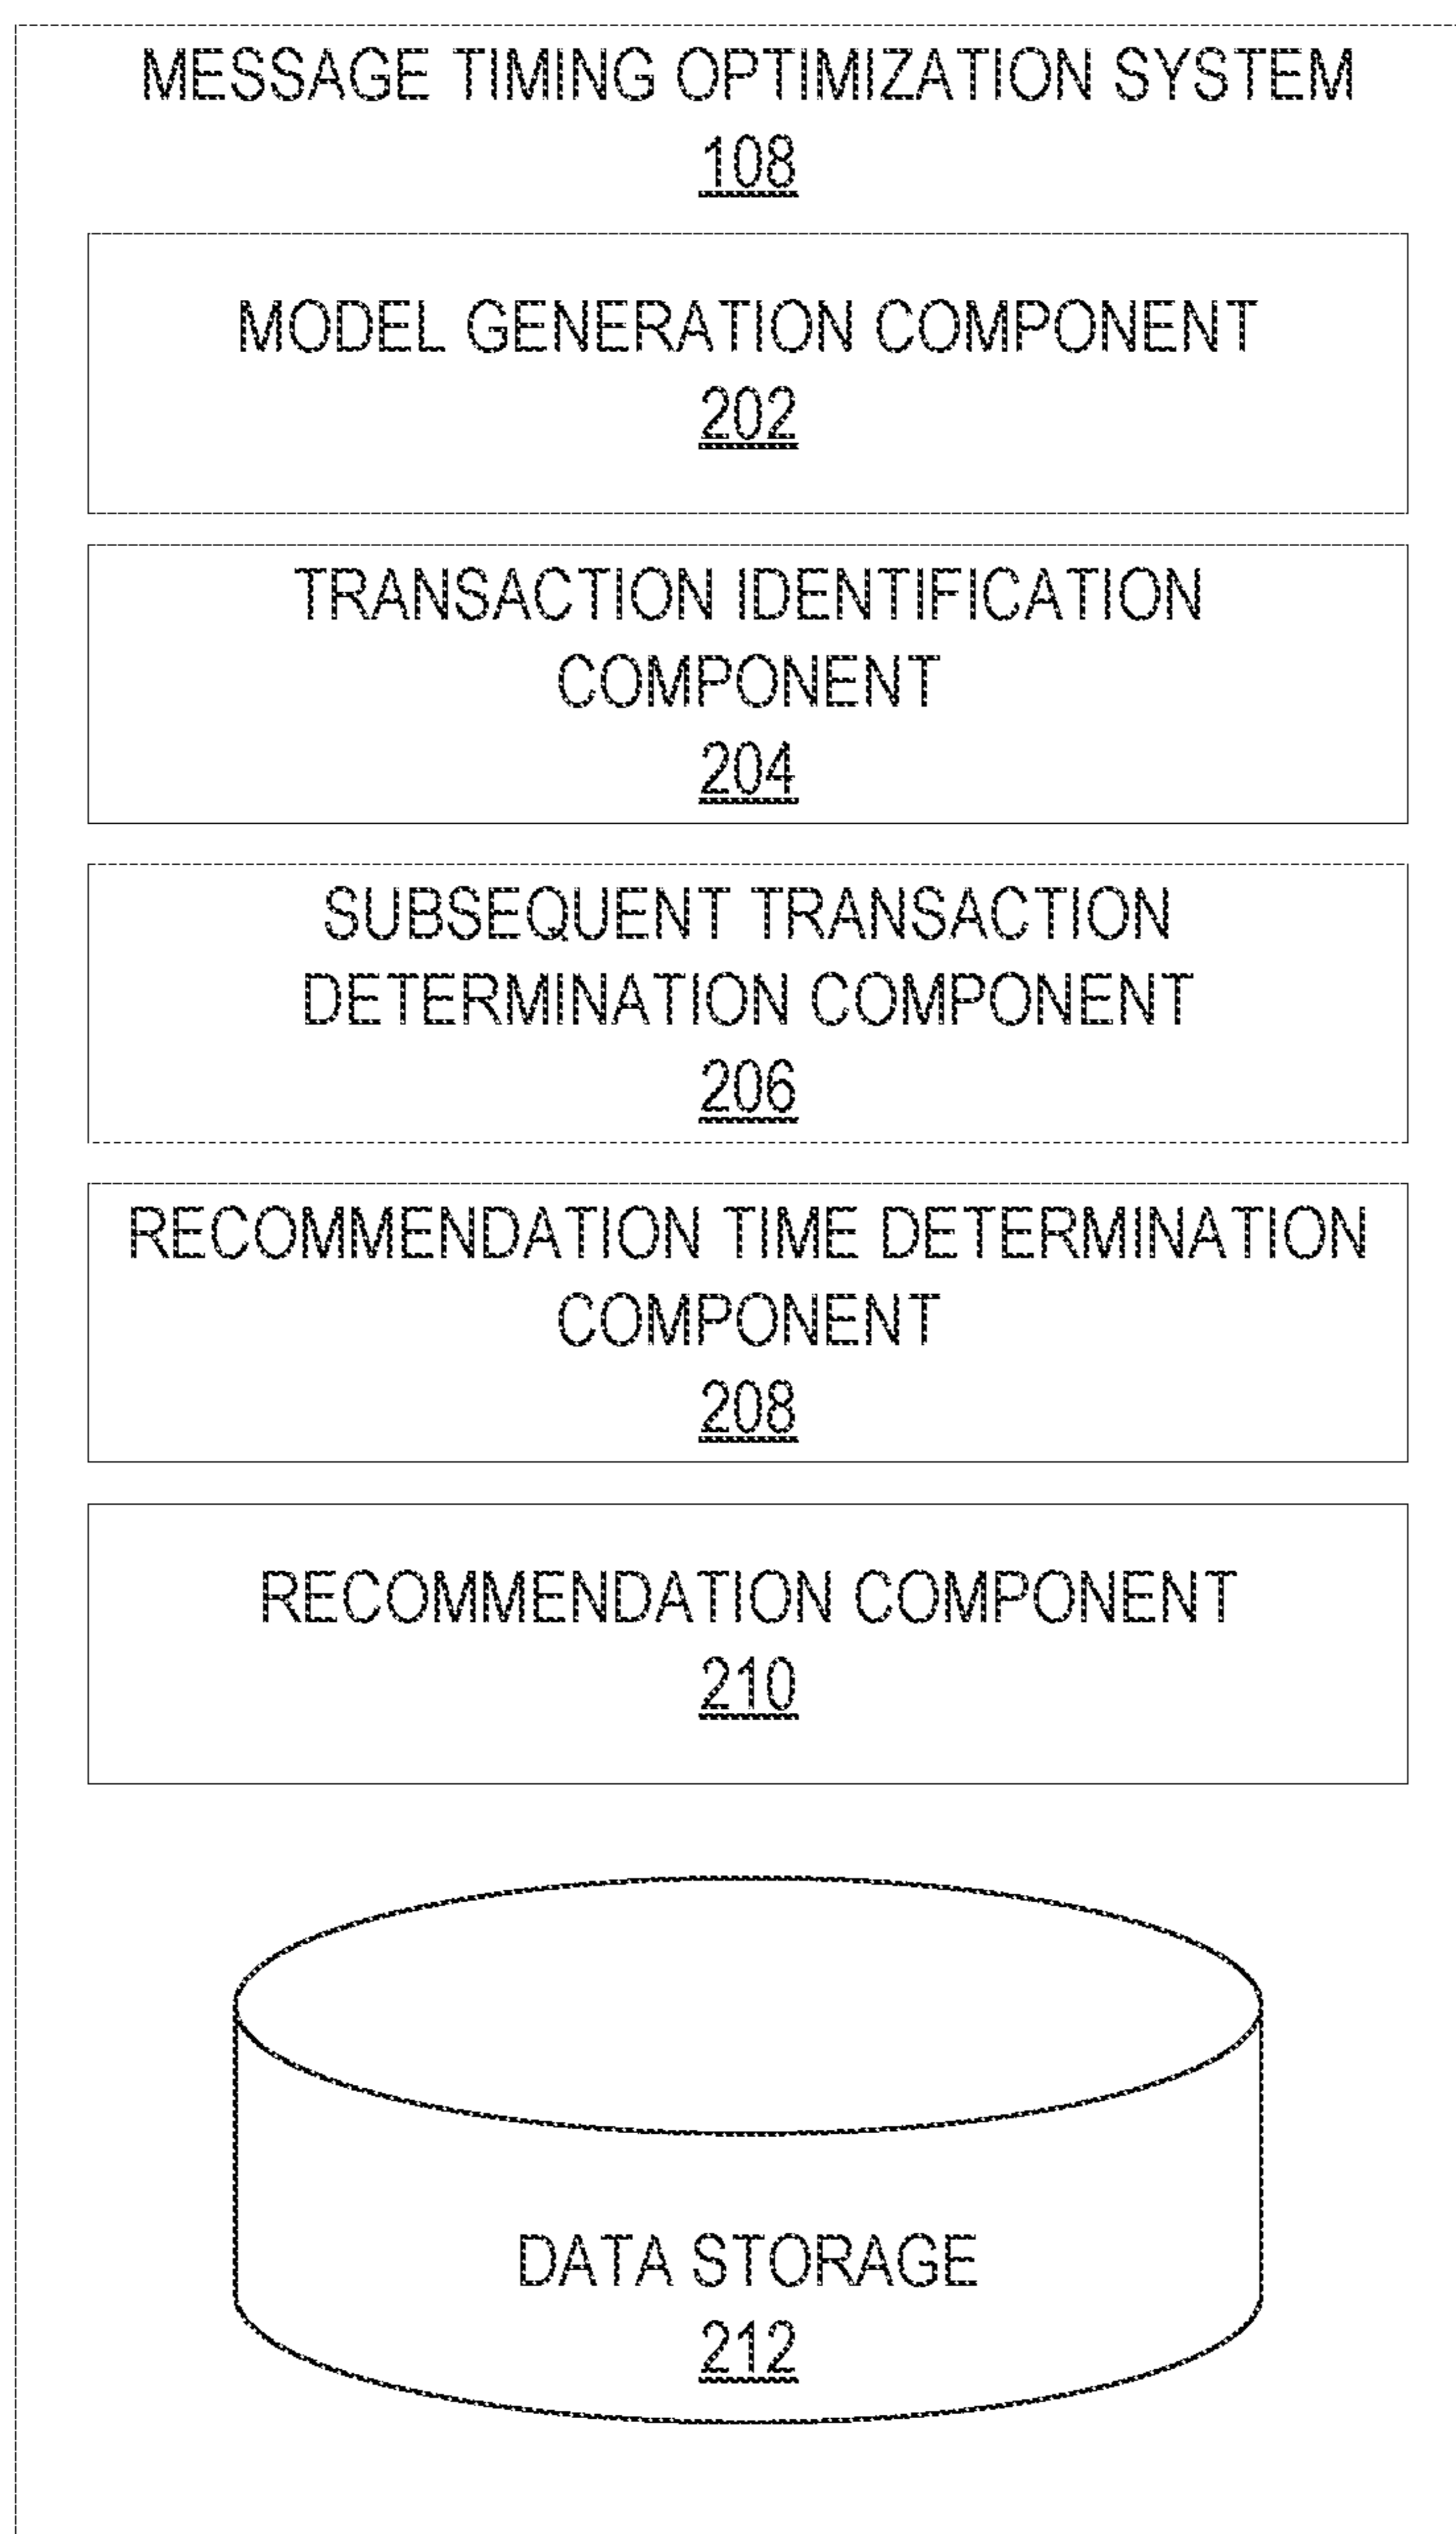 MESSAGE TIMING OPTIMIZATION SYSTEM
108
MODEL GENERATION COMPONENT
202
TRANSACTION IDENTIFICATION
COMPONENT
204
SUBSEQUENT TRANSACTION
DETERMINATION COMPONENT
206
RECOMMENDATION TIME DETERMINATION
COMPONENT
208
RECOMMENDATION COMPONENT
210
DATA STORAGE
212